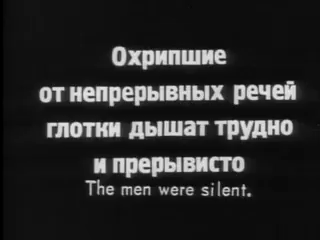 Охрипшие
от непрерывных речей
глотки дышат трудно
и прерывисто
The men were silent.